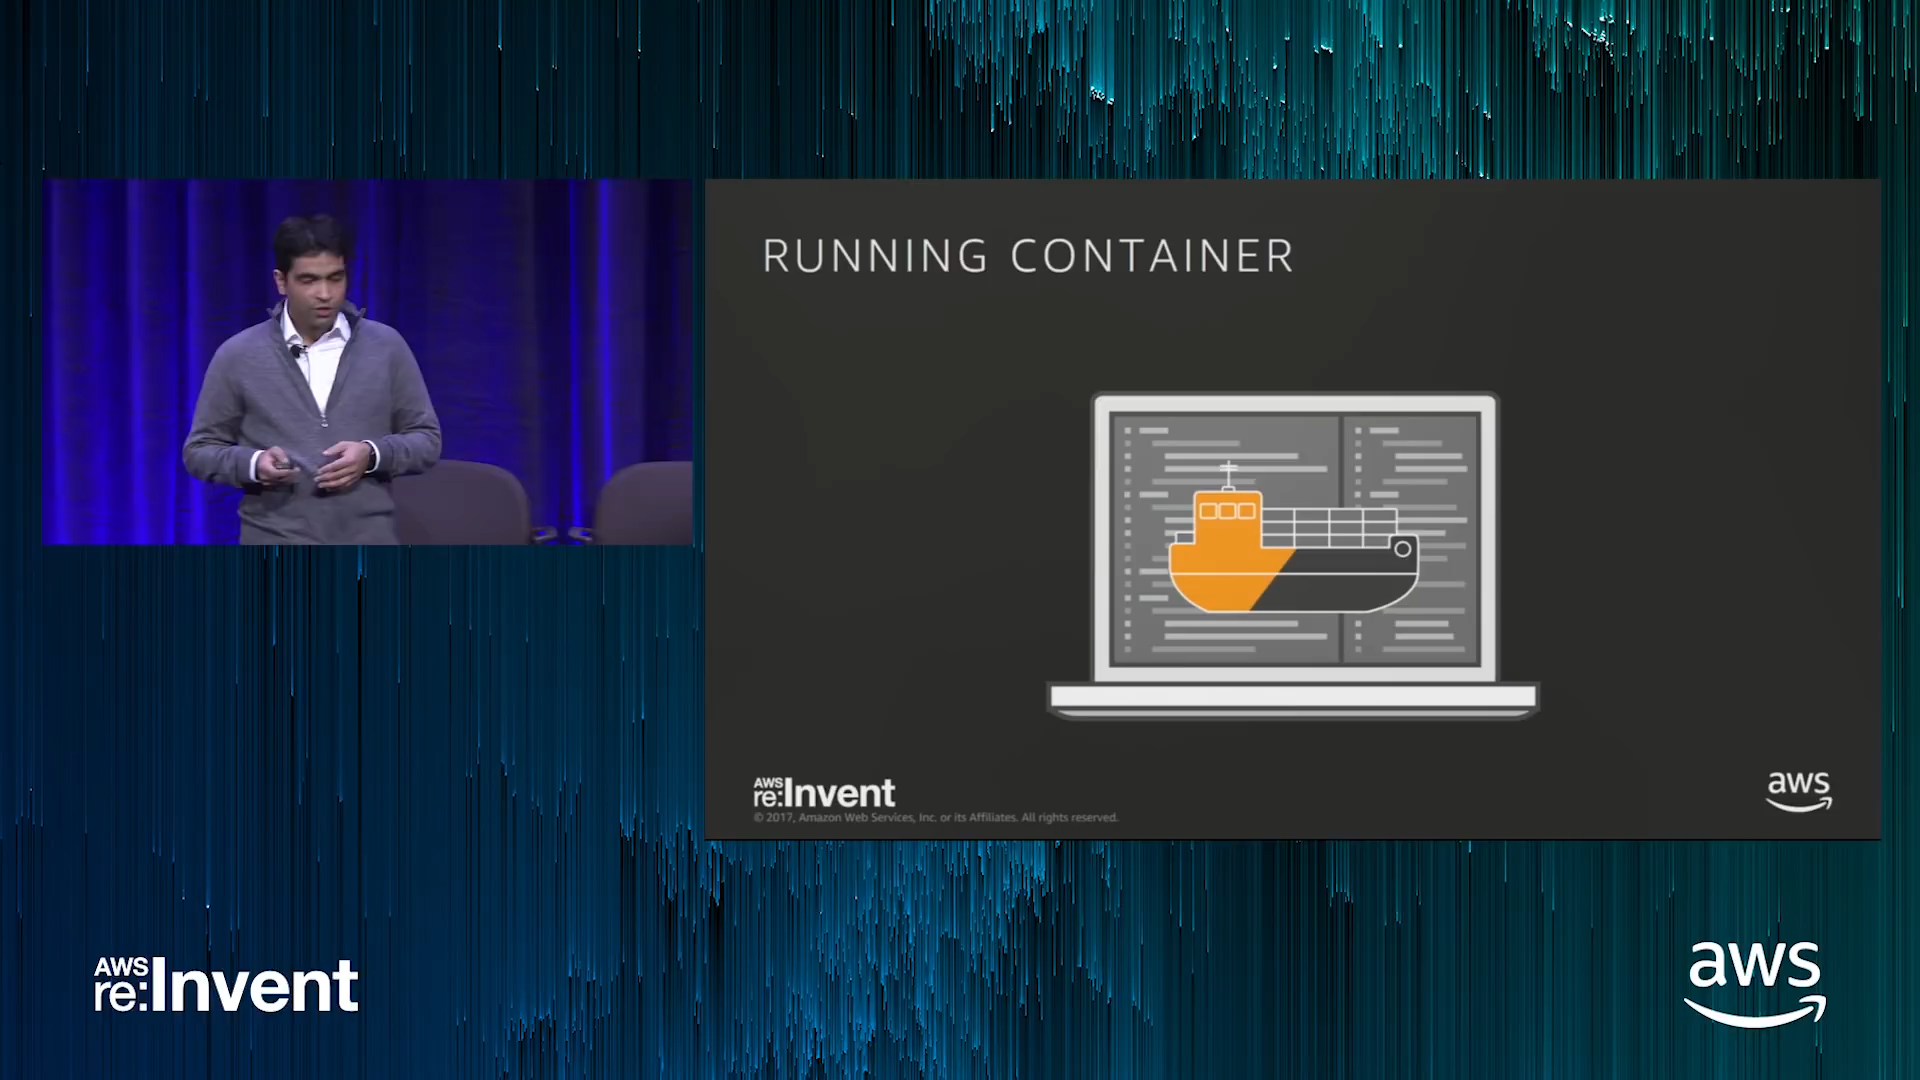 RUNNING CONTAINER
AWS
re:Invent
© 2017, Amazon Web Services, Inc. or its Affiliates. All rights reserved.
aws
AWS
re:Invent
aws